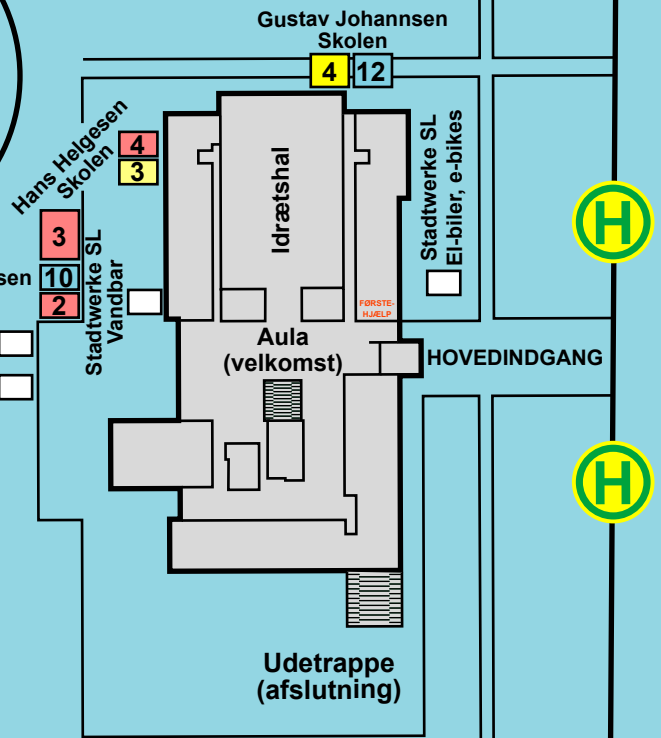 Gustav Johannsen
Skolen
4 12
Hans Helgesen
Skolen
4
3
3
sen 10
2
Stadtwerke SL
Vandbar
Idrætshal
Stadtwerke SL
El-biler, e-bikes
H
FØRSTE-
HJÆLP
Aula
(velkomst)
HOVEDINDGANG
H
Udetrappe
(afslutning)